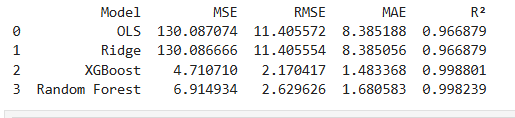 Model MSE RMSE MAE R²
0 OLS 130.087074 11.405572 8.385188 0.966879
1 Ridge 130.086666 11.405554 8.385056 0.966879
2 XGBoost 4.710710 2.170417 1.483368 0.998801
3 Random Forest 6.914934 2.629626 1.680583 0.998239